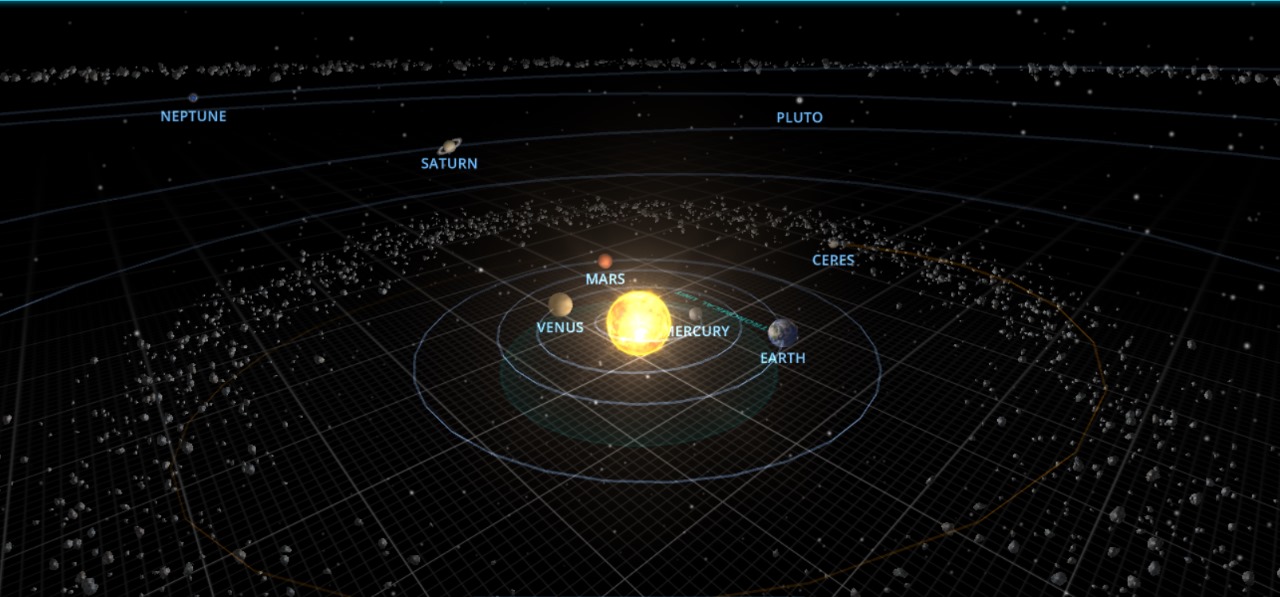 NEPTUNE
PLUTO
SATURN
CERES
MARS
VENUS
MERCURY
EARTH